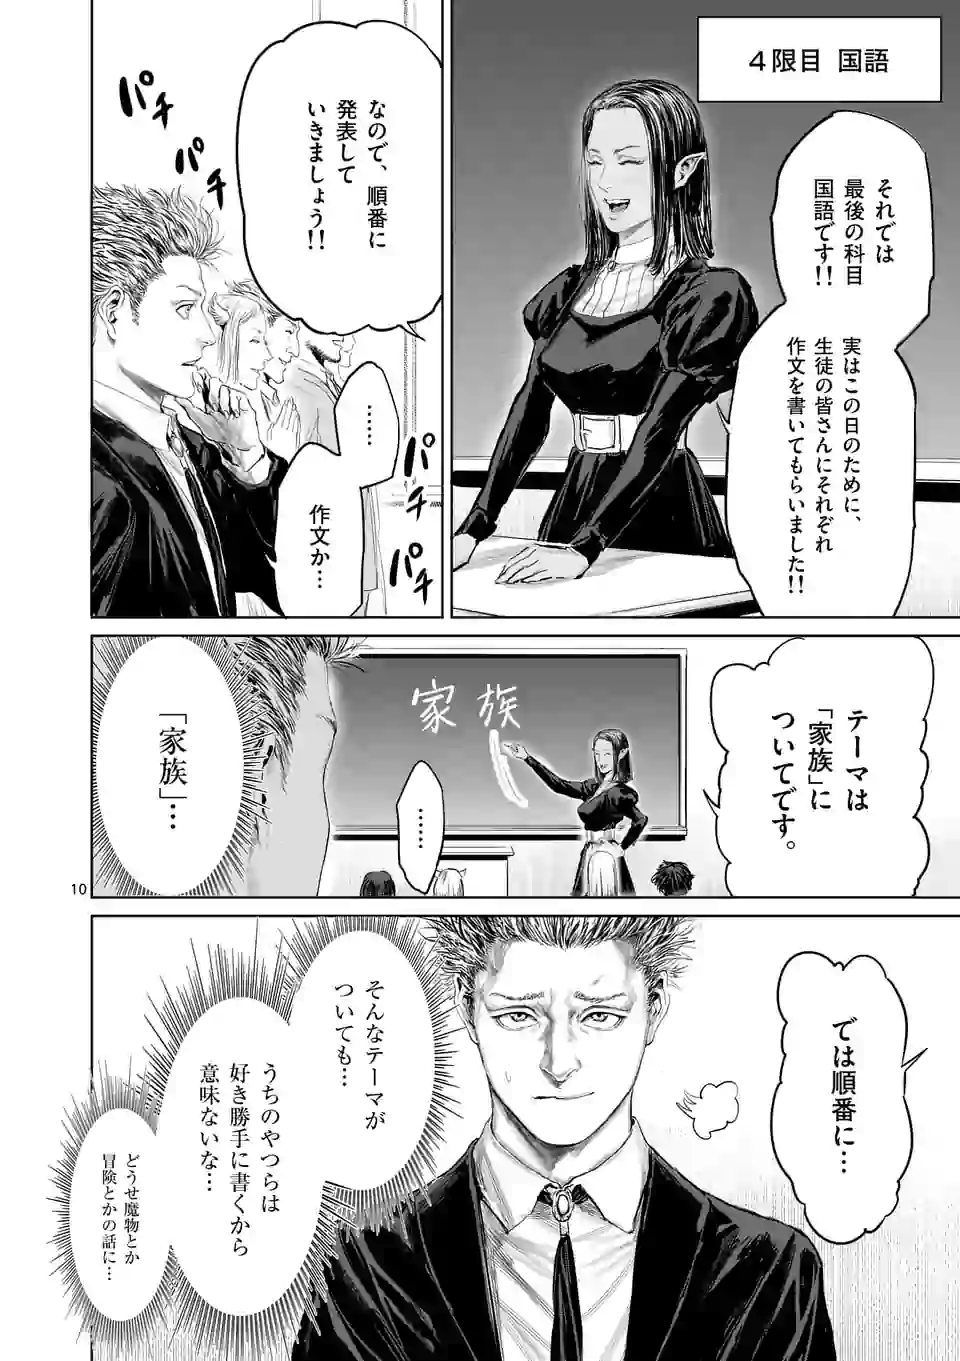 4限目 国語
それでは
最後の科目
国語です!!
実はこの日のために、
生徒の皆さんにそれぞれ
作文を書いてもらいました!!
なので、順番に
発表して
いきましょう!!
パチ
パチ
パチ
パチ
……
作文か…
テーマは
「家族」に
ついてです。
家族
……
「家族」…
10
では順番に…
そんなテーマが
ついても…
うちのやつらは
好き勝手に書くから
意味ないな…
どうせ魔物とか
冒険とかの話に…